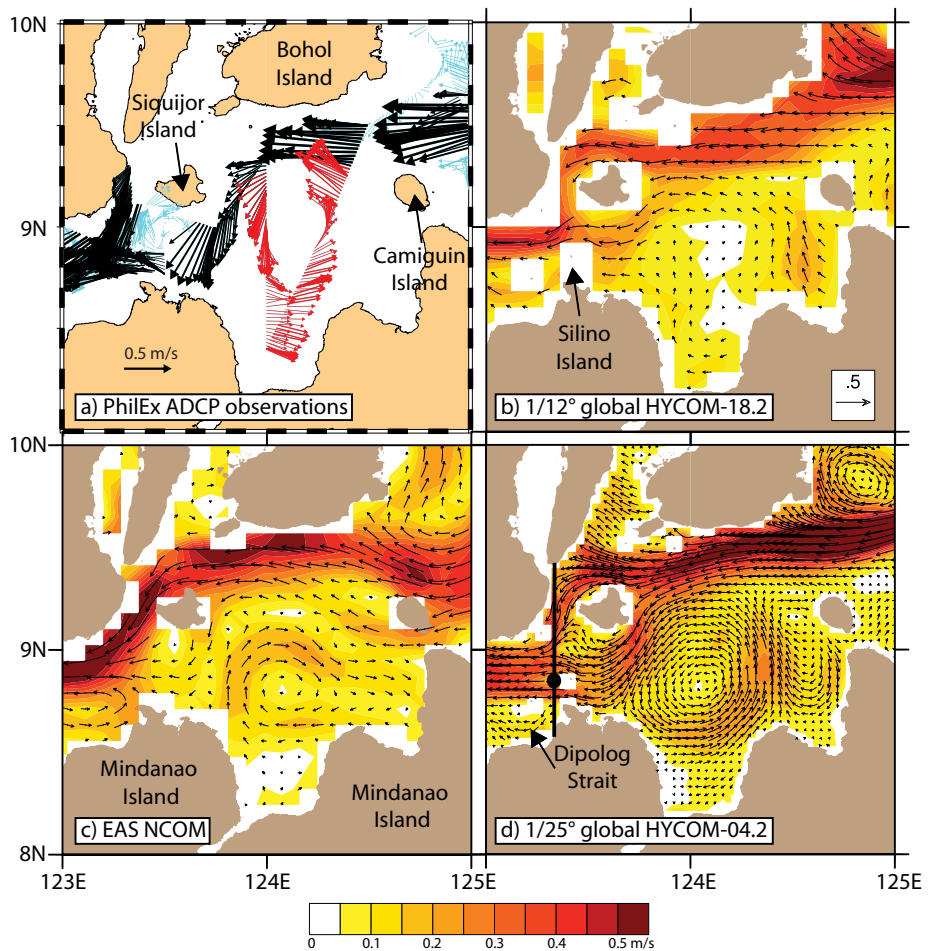 10N
Bohol
Island
Siquijor
Island
9N
Camiguin
Island
0.5 m/s
a) PhilEx ADCP observations
Silino
Island
.5
b) 1/12° global HYCOM-18.2
10N
9N
Mindanao
Island
Mindanao
Island
c) EAS NCOM
Dipolog
Strait
d) 1/25° global HYCOM-04.2
8N
123E
124E
125E
124E
125E
0
0.1
0.2
0.3
0.4
0.5 m/s